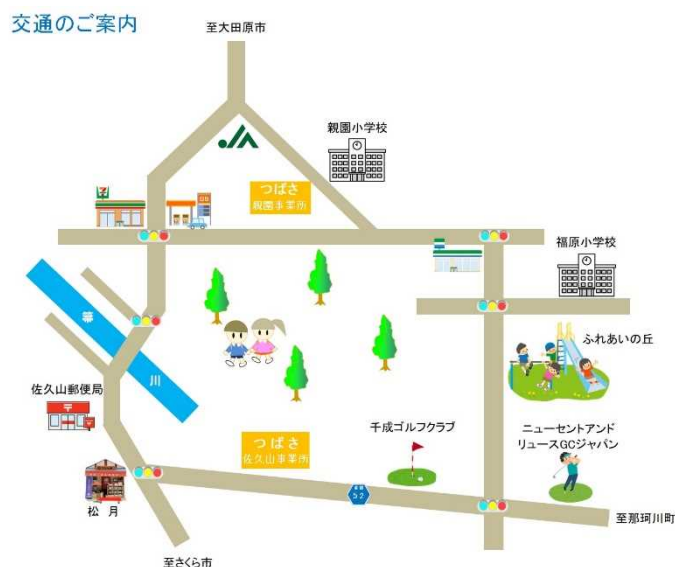 交通のご案内
至大田原市
JA
親園小学校
つばさ
親園事業所
7
福原小学校
箒
川
ふれあいの丘
佐久山郵便局
〒
千成ゴルフクラブ
ニューセントアンド
リュースGCジャパン
つばさ
佐久山事業所
52
松月
至那珂川町
至さくら市